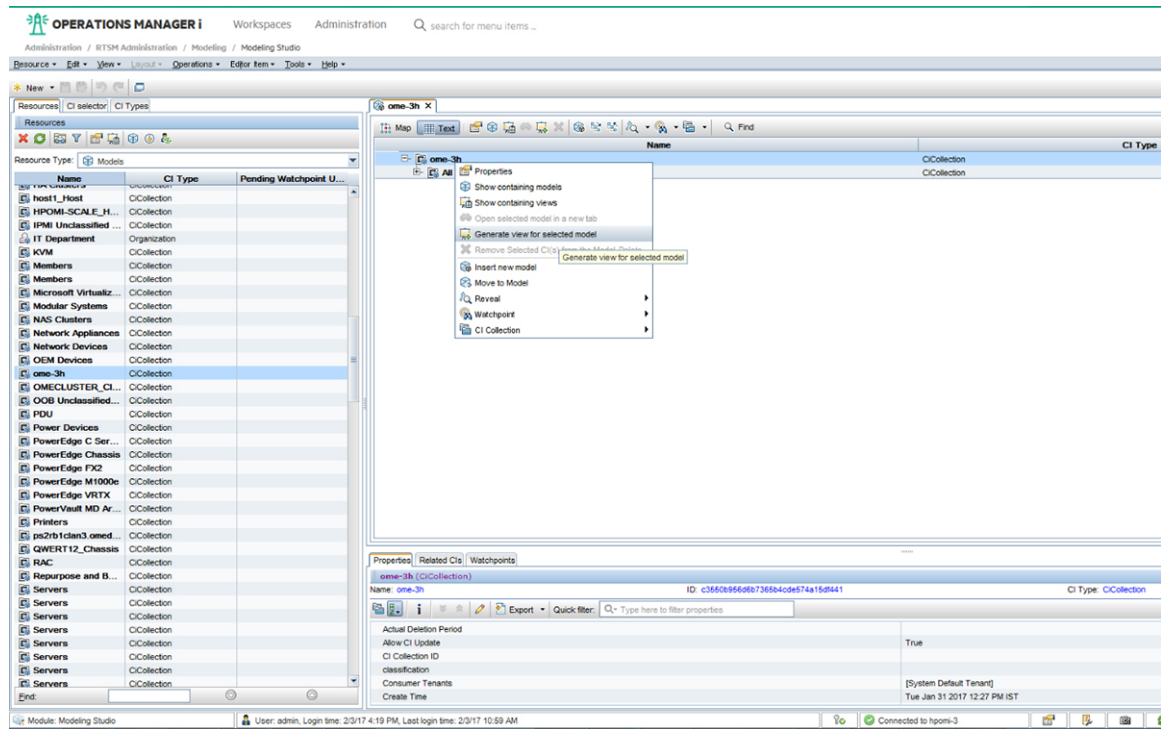 OPERATIONS MANAGER i Workspaces Administration search for menu items ...
Administration / RTSM Administration / Modeling / Modeling Studio
Resource Edit View Layout Operations Editor Item Tools Help
New
Resources CI selector CI Types
ome-3h X
Resources
Map Text Find
Resource Type: Models
Name CI Type
Name CI Type Pending Watchpoint U...
ome-3h CiCollection
All CiCollection
HA Clusters CiCollection
host1_Host CiCollection
HPOMI-SCALE_H... CiCollection
IPMI Unclassified ... CiCollection
IT Department Organization
KVM CiCollection
Members CiCollection
Members CiCollection
Microsoft Virtualiz... CiCollection
Modular Systems CiCollection
NAS Clusters CiCollection
Network Appliances CiCollection
Network Devices CiCollection
OEM Devices CiCollection
ome-3h CiCollection
OMECLUSTER_CI... CiCollection
OOB Unclassified... CiCollection
PDU CiCollection
Power Devices CiCollection
PowerEdge C Ser... CiCollection
PowerEdge Chassis CiCollection
PowerEdge FX2 CiCollection
PowerEdge M1000e CiCollection
PowerEdge VRTX CiCollection
PowerVault MD Ar... CiCollection
Printers CiCollection
ps2rb1clan3.omed... CiCollection
QWERT12_Chassis CiCollection
RAC CiCollection
Repurpose and B... CiCollection
Servers CiCollection
Servers CiCollection
Servers CiCollection
Servers CiCollection
Servers CiCollection
Servers CiCollection
Servers CiCollection
Find:
Properties
Show containing models
Show containing views
Open selected model in a new tab
Generate view for selected model
Remove Selected CI(s) from the Model Delete
Generate view for selected model
Insert new model
Move to Model
Reveal
Watchpoint
CI Collection
Properties Related CIs Watchpoints
ome-3h (CiCollection)
Name: ome-3h ID: c3550b956d6b7365b4cde574a15df441 CI Type: CiCollection
Export Quick filter: Type here to filter properties
Actual Deletion Period
Allow CI Update True
CI Collection ID
classification
Consumer Tenants [System Default Tenant]
Create Time Tue Jan 31 2017 12:27 PM IST
Module: Modeling Studio User: admin, Login time: 2/3/17 4:19 PM, Last login time: 2/3/17 10:59 AM Connected to hpomi-3